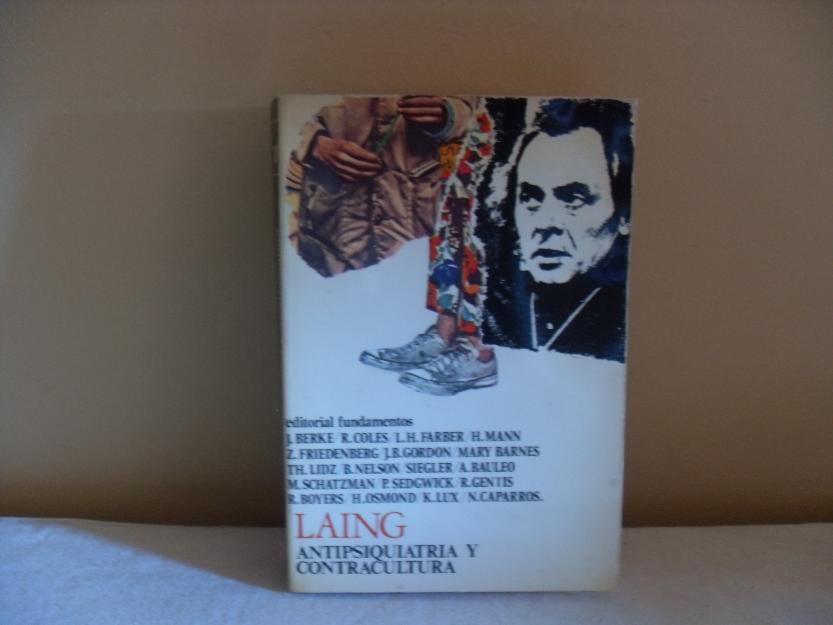 editorial fundamentos
J. BERKE / R. COLES / L. H. FARBER / H. MANN
Z. FRIEDENBERG / J. B. GORDON / MARY BARNES
TH. LIDZ / B. NELSON / SIEGLER / A. BAULEO
M. SCHATZMAN / P. SEDGWICK / R. GENTIS
R. BOYERS / H. OSMOND / K. LUX / N. CAPARROS.
LAING
ANTIPSIQUIATRIA Y
CONTRACULTURA